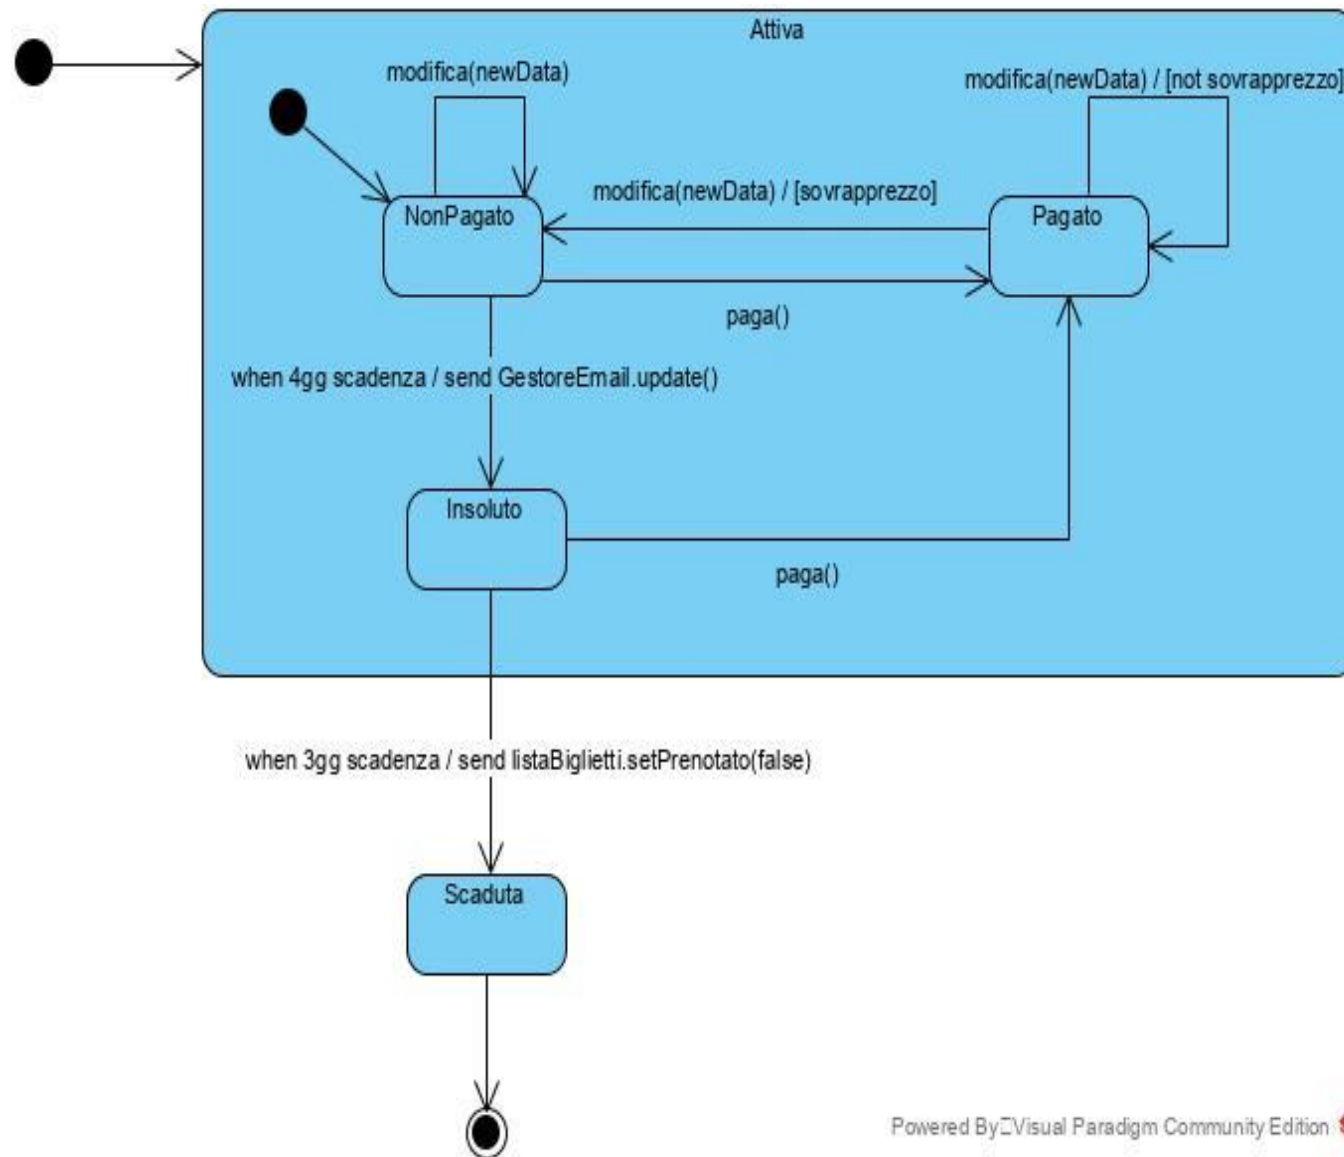 Attiva
modifica(newData)
modifica(newData) / [not sovrapprezzo]
modifica(newData) / [sovrapprezzo]
NonPagato
Pagato
paga()
when 4gg scadenza / send GestoreEmail.update()
Insoluto
paga()
when 3gg scadenza / send listaBiglietti.setPrenotato(false)
Scaduta
Powered By Visual Paradigm Community Edition